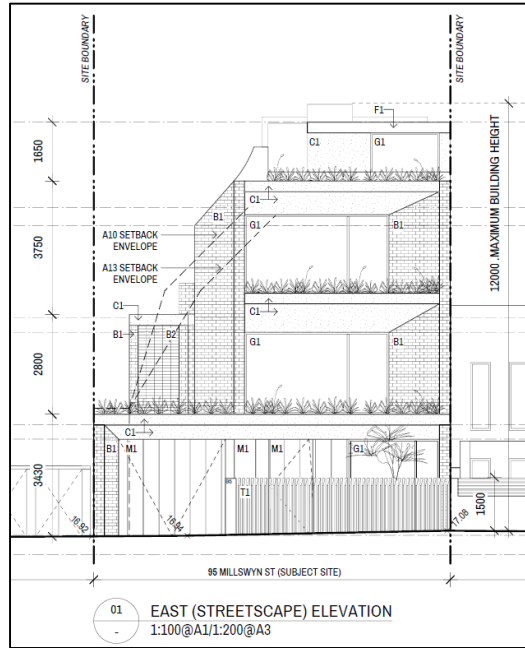 SITE BOUNDARY
SITE BOUNDARY
F1
C1
G1
1650
C1
G1
B1
B1
A10 SETBACK
ENVELOPE
A13 SETBACK
ENVELOPE
3750
12000 .MAXIMUM BUILDING HEIGHT
C1
C1
B1
B2
G1
B1
2800
C1
B1
M1
M1
M1
G1
T1
3430
1500
16.92
16.94
17.08
95 MILLSWYN ST (SUBJECT SITE)
01
-
EAST (STREETSCAPE) ELEVATION
1:100@A1/1:200@A3